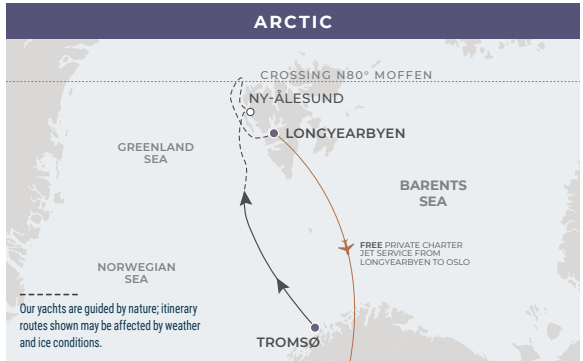 ARCTIC
CROSSING N80° MOFFEN
NY-ÅLESUND
LONGYEARBYEN
GREENLAND
SEA
BARENTS
SEA
FREE PRIVATE CHARTER
JET SERVICE FROM
LONGYEARBYEN TO OSLO
NORWEGIAN
SEA
Our yachts are guided by nature; itinerary
routes shown may be affected by weather
and ice conditions.
TROMSØ